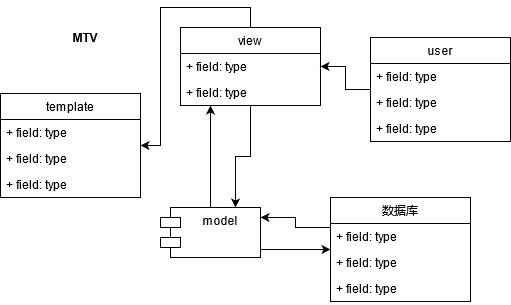 MTV
view
+ field: type
+ field: type
user
+ field: type
+ field: type
+ field: type
template
+ field: type
+ field: type
+ field: type
model
数据库
+ field: type
+ field: type
+ field: type